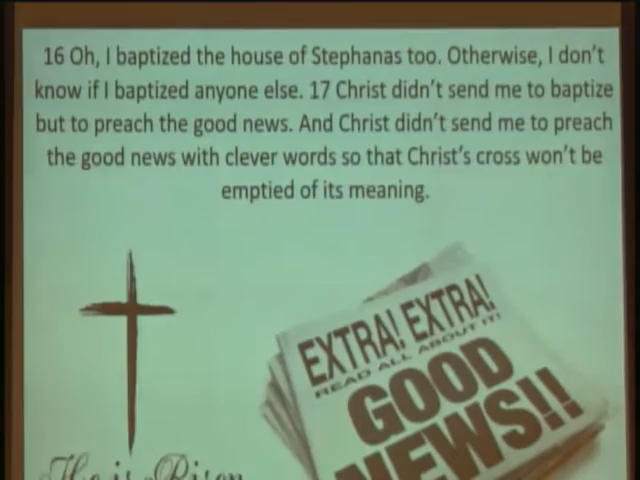 16 Oh, I baptized the house of Stephanas too. Otherwise, I don't
know if I baptized anyone else. 17 Christ didn't send me to baptize
but to preach the good news. And Christ didn't send me to preach
the good news with clever words so that Christ's cross won't be
emptied of its meaning.
EXTRA! EXTRA!
READ ALL ABOUT IT!
GOOD
NEWS!!
He is Risen